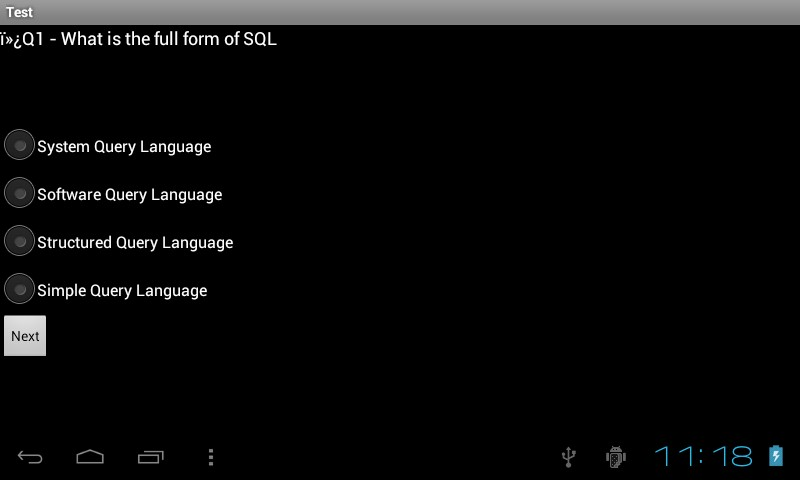 Test
ï»¿Q1 - What is the full form of SQL
System Query Language
Software Query Language
Structured Query Language
Simple Query Language
Next
11:18